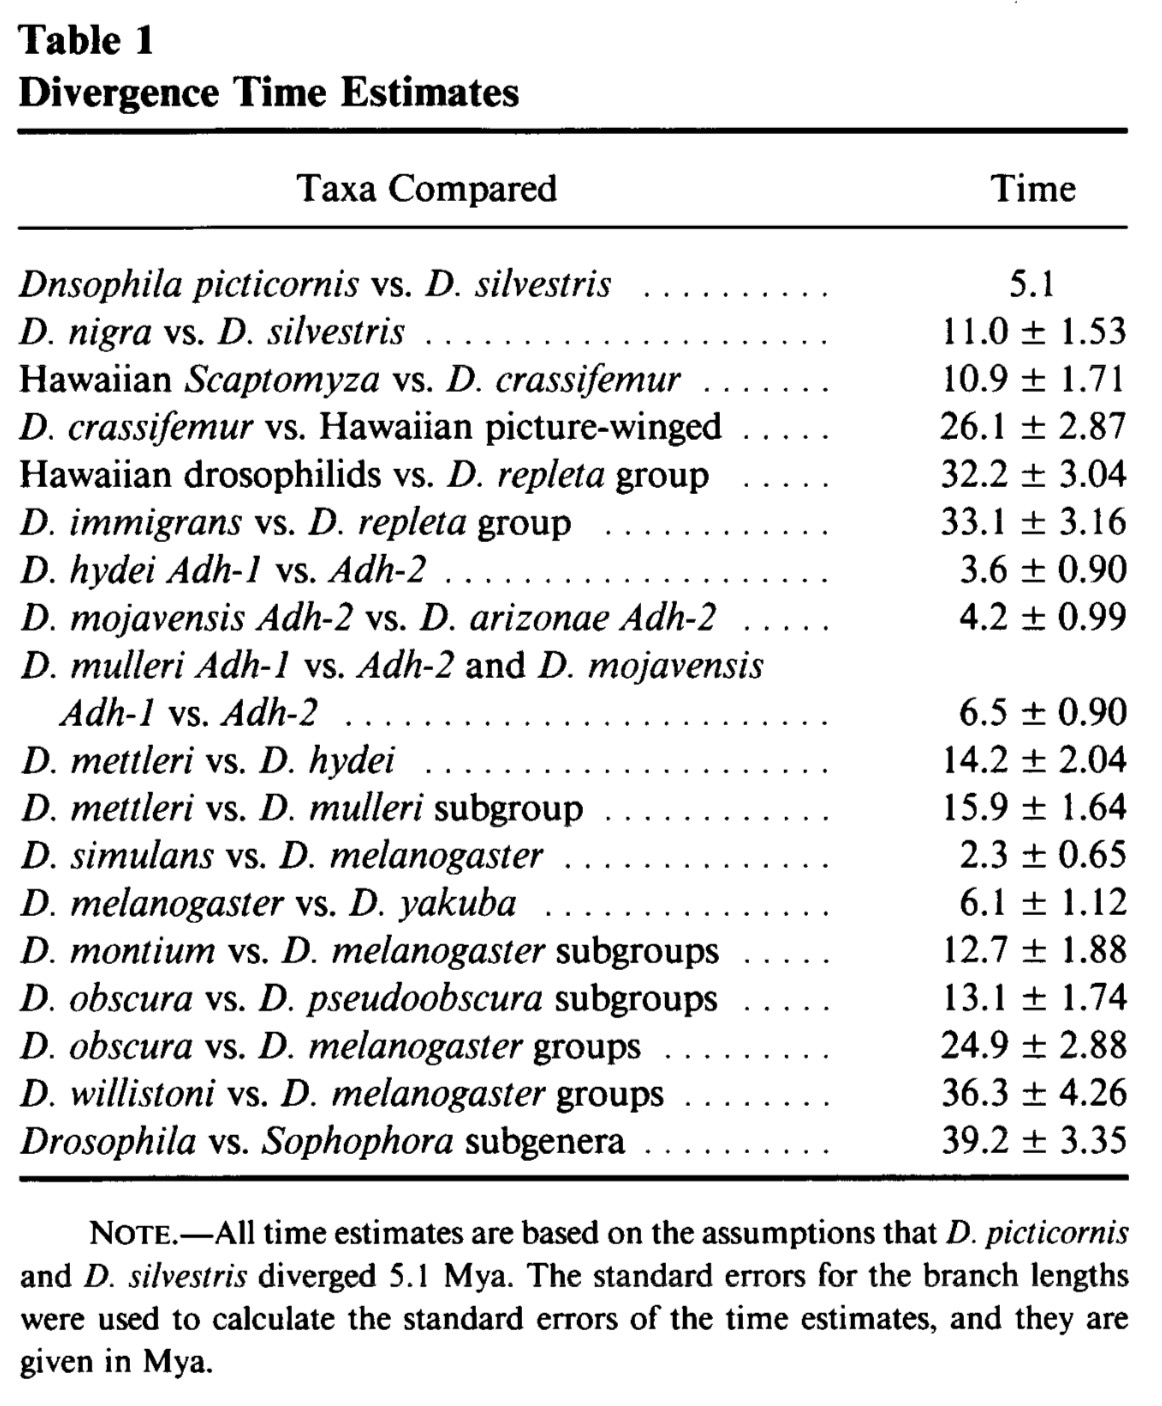 Table 1
Divergence Time Estimates
Taxa Compared Time
Dnsophila picticornis vs. D. silvestris .......... 5.1
D. nigra vs. D. silvestris ..................... 11.0 ± 1.53
Hawaiian Scaptomyza vs. D. crassifemur ....... 10.9 ± 1.71
D. crassifemur vs. Hawaiian picture-winged ..... 26.1 ± 2.87
Hawaiian drosophilids vs. D. repleta group ..... 32.2 ± 3.04
D. immigrans vs. D. repleta group ............ 33.1 ± 3.16
D. hydei Adh-1 vs. Adh-2 .................... 3.6 ± 0.90
D. mojavensis Adh-2 vs. D. arizonae Adh-2 ..... 4.2 ± 0.99
D. mulleri Adh-1 vs. Adh-2 and D. mojavensis
Adh-1 vs. Adh-2 ......................... 6.5 ± 0.90
D. mettleri vs. D. hydei ..................... 14.2 ± 2.04
D. mettleri vs. D. mulleri subgroup ............ 15.9 ± 1.64
D. simulans vs. D. melanogaster .............. 2.3 ± 0.65
D. melanogaster vs. D. yakuba ............... 6.1 ± 1.12
D. montium vs. D. melanogaster subgroups ..... 12.7 ± 1.88
D. obscura vs. D. pseudoobscura subgroups ..... 13.1 ± 1.74
D. obscura vs. D. melanogaster groups ......... 24.9 ± 2.88
D. willistoni vs. D. melanogaster groups ........ 36.3 ± 4.26
Drosophila vs. Sophophora subgenera .......... 39.2 ± 3.35
NOTE.—All time estimates are based on the assumptions that D. picticornis
and D. silvestris diverged 5.1 Mya. The standard errors for the branch lengths
were used to calculate the standard errors of the time estimates, and they are
given in Mya.